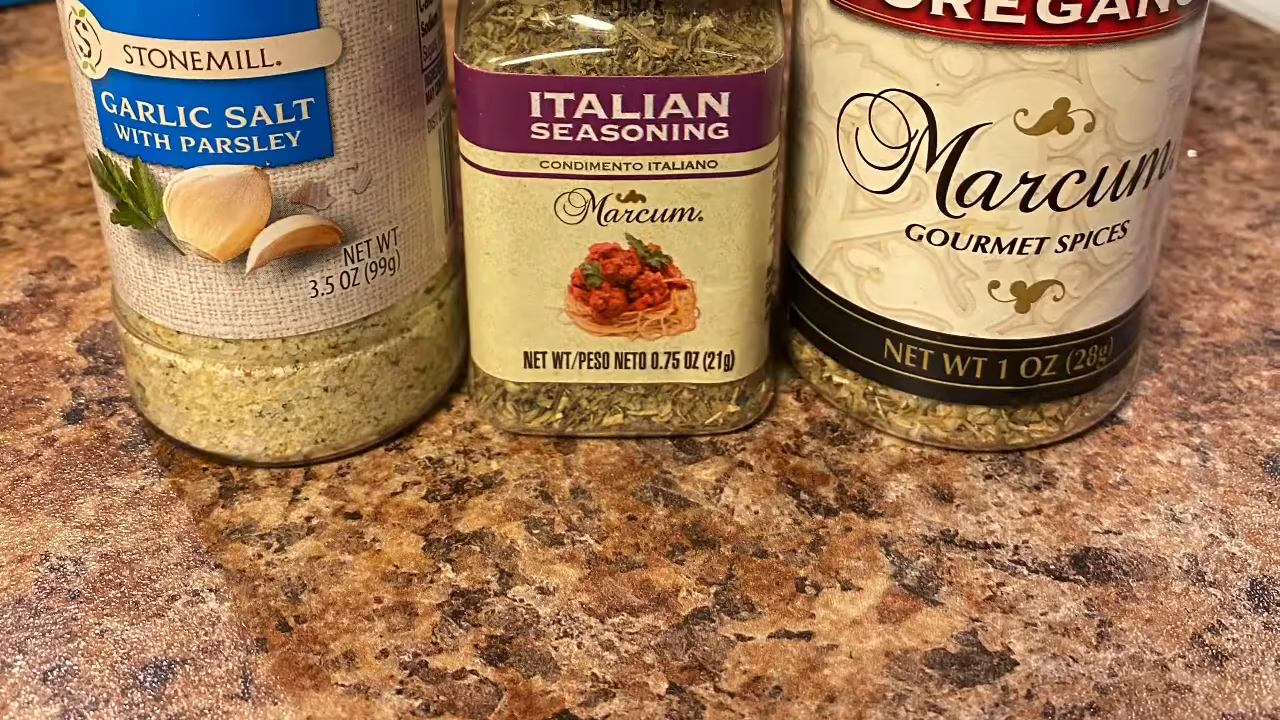 STONEMILL.
GARLIC SALT
WITH PARSLEY
NET WT
3.5 OZ (99g)
ITALIAN
SEASONING
CONDIMENTO ITALIANO
Marcum.
NET WT/PESO NETO 0.75 OZ (21g)
OREGANO
Marcum.
GOURMET SPICES
NET WT 1 OZ (28g)